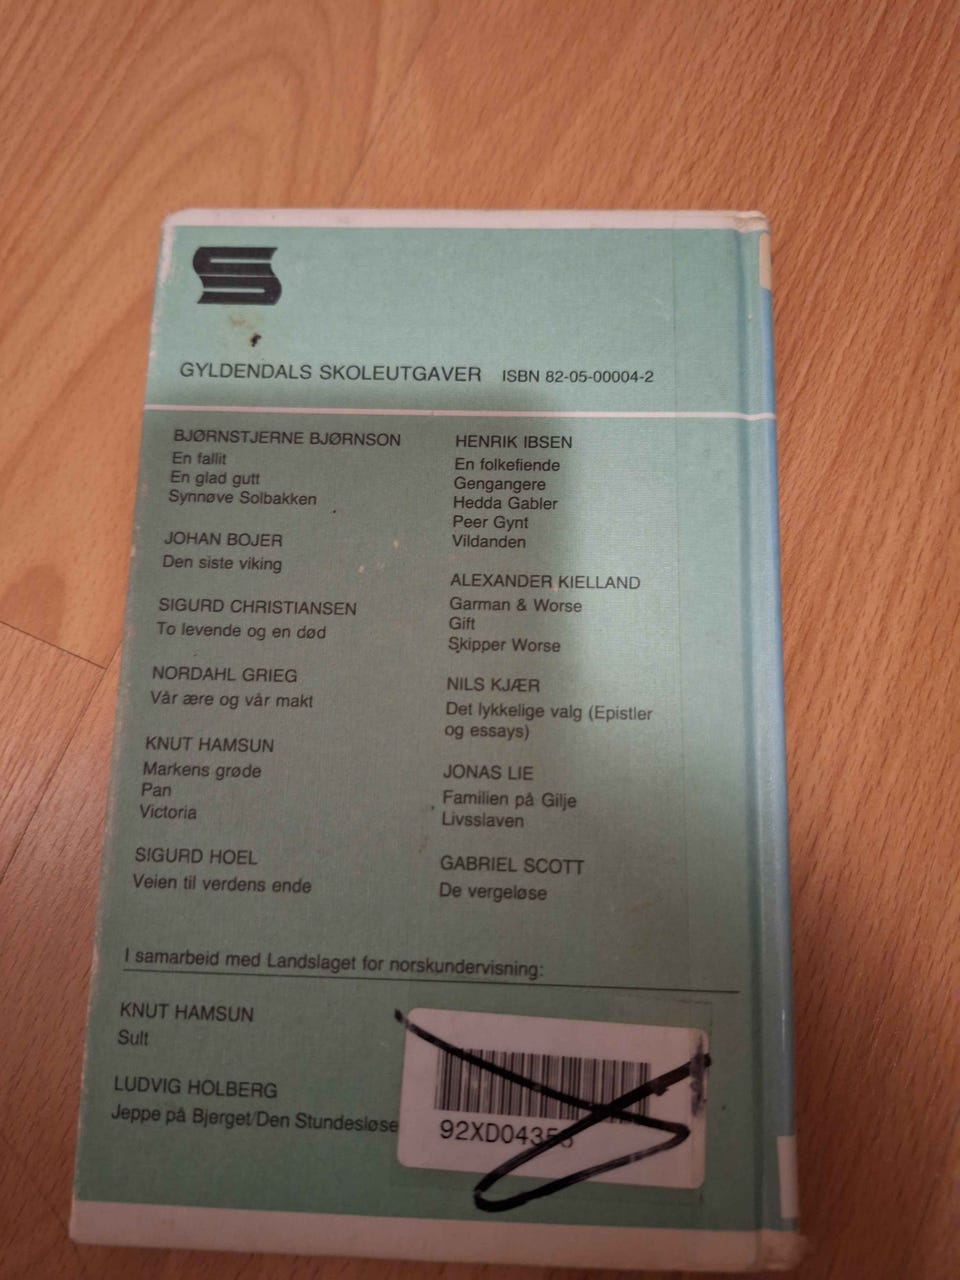 GYLDENDALS SKOLEUTGAVER ISBN 82-05-00004-2
BJØRNSTJERNE BJØRNSON
En fallit
En glad gutt
Synnøve Solbakken
JOHAN BOJER
Den siste viking
SIGURD CHRISTIANSEN
To levende og en død
NORDAHL GRIEG
Vår ære og vår makt
KNUT HAMSUN
Markens grøde
Pan
Victoria
SIGURD HOEL
Veien til verdens ende
HENRIK IBSEN
En folkefiende
Gengangere
Hedda Gabler
Peer Gynt
Vildanden
ALEXANDER KIELLAND
Garman & Worse
Gift
Skipper Worse
NILS KJÆR
Det lykkelige valg (Epistler
og essays)
JONAS LIE
Familien på Gilje
Livsslaven
GABRIEL SCOTT
De vergeløse
I samarbeid med Landslaget for norskundervisning:
KNUT HAMSUN
Sult
LUDVIG HOLBERG
Jeppe på Bjerget/Den Stundesløse